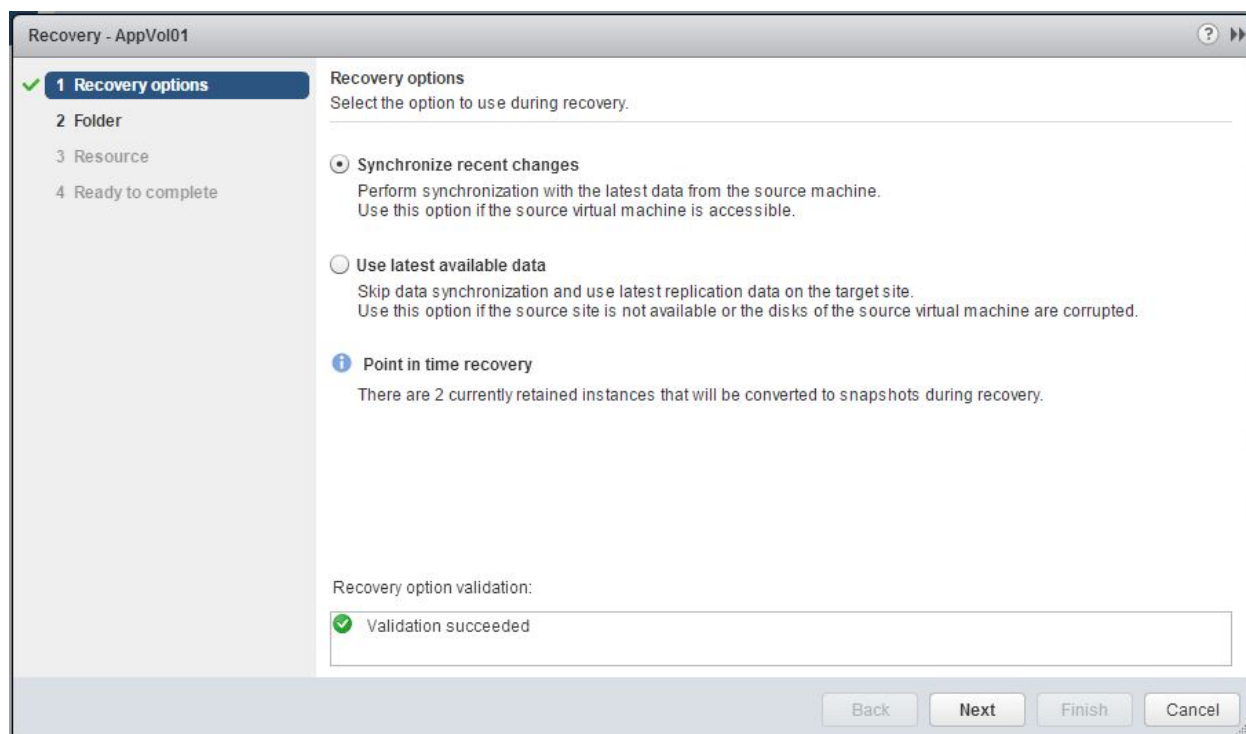 Recovery - AppVol01
1 Recovery options
2 Folder
3 Resource
4 Ready to complete
Recovery options
Select the option to use during recovery.
Synchronize recent changes
Perform synchronization with the latest data from the source machine.
Use this option if the source virtual machine is accessible.
Use latest available data
Skip data synchronization and use latest replication data on the target site.
Use this option if the source site is not available or the disks of the source virtual machine are corrupted.
Point in time recovery
There are 2 currently retained instances that will be converted to snapshots during recovery.
Recovery option validation:
Validation succeeded
Back Next Finish Cancel